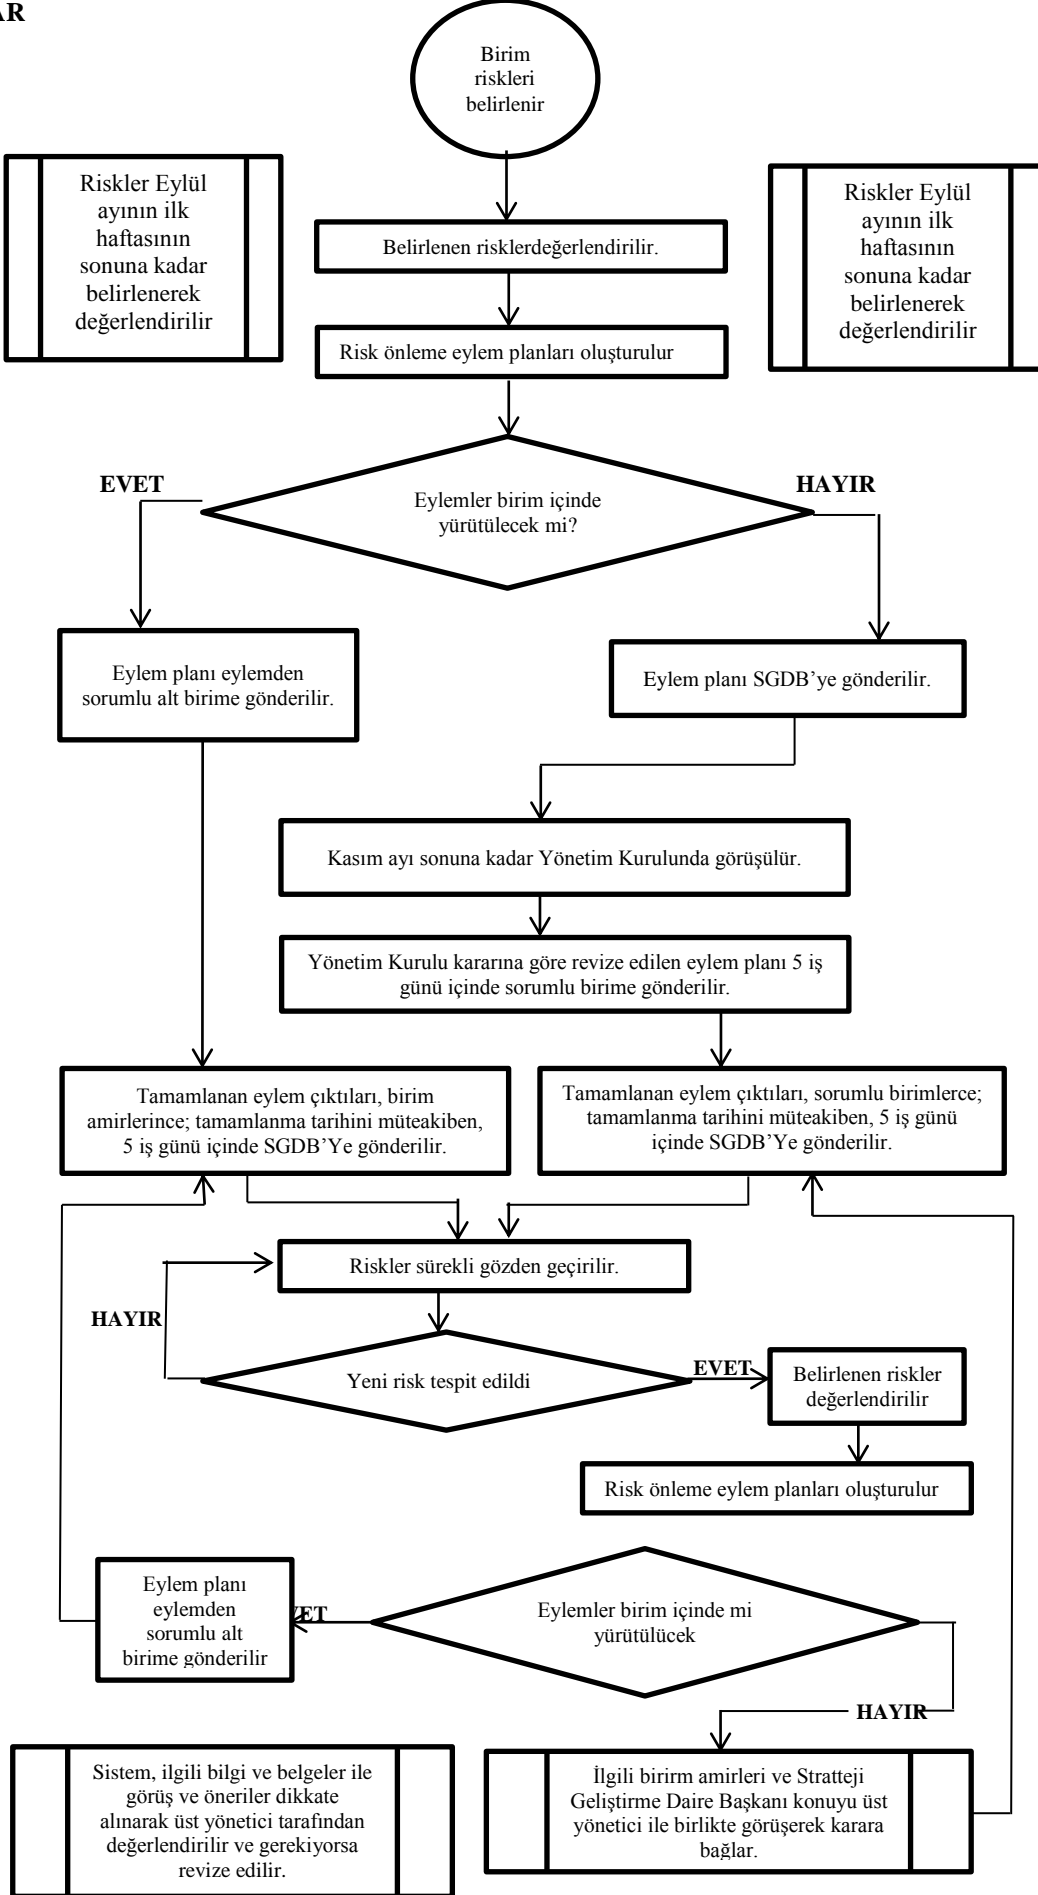 AR
Birim
riskleri
belirlenir
Riskler Eylül
ayının ilk
haftasının
sonuna kadar
belirlenerek
değerlendirilir
Riskler Eylül
ayının ilk
haftasının
sonuna kadar
belirlenerek
değerlendirilir
Belirlenen risklerdeğerlendirilir.
Risk önleme eylem planları oluşturulur
EVET
HAYIR
Eylemler birim içinde
yürütülecek mi?
Eylem planı eylemden
sorumlu alt birime gönderilir.
Eylem planı SGDB’ye gönderilir.
Kasım ayı sonuna kadar Yönetim Kurulunda görüşülür.
Yönetim Kurulu kararına göre revize edilen eylem planı 5 iş
günü içinde sorumlu birime gönderilir.
Tamamlanan eylem çıktıları, birim
amirlerince; tamamlanma tarihini müteakiben,
5 iş günü içinde SGDB’Ye gönderilir.
Tamamlanan eylem çıktıları, sorumlu birimlerce;
tamamlanma tarihini müteakiben, 5 iş günü
içinde SGDB’Ye gönderilir.
Riskler sürekli gözden geçirilir.
HAYIR
Yeni risk tespit edildi
EVET
Belirlenen riskler
değerlendirilir
Risk önleme eylem planları oluşturulur
Eylem planı
eylemden
sorumlu alt
birime gönderilir
VET
Eylemler birim içinde mi
yürütülücek
HAYIR
Sistem, ilgili bilgi ve belgeler ile
görüş ve öneriler dikkate
alınarak üst yönetici tarafından
değerlendirilir ve gerekiyorsa
revize edilir.
İlgili birirm amirleri ve Stratteji
Geliştirme Daire Başkanı konuyu üst
yönetici ile birlikte görüşerek karara
bağlar.